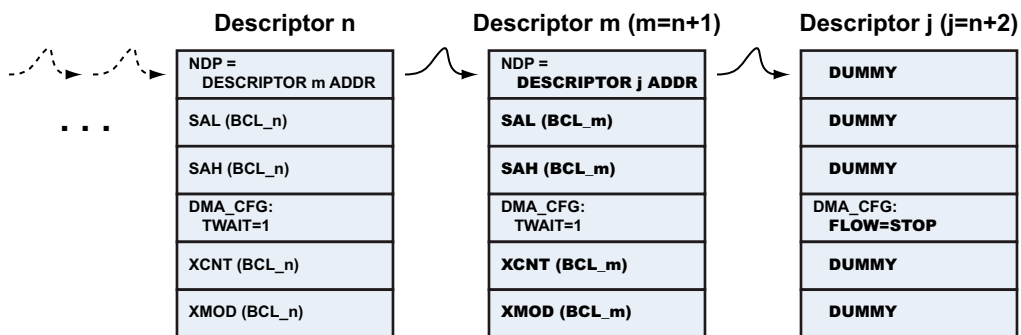 Descriptor n
NDP =
DESCRIPTOR m ADDR
SAL (BCL_n)
SAH (BCL_n)
DMA_CFG:
TWAIT=1
XCNT (BCL_n)
XMOD (BCL_n)
Descriptor m (m=n+1)
NDP =
DESCRIPTOR j ADDR
SAL (BCL_m)
SAH (BCL_m)
DMA_CFG:
TWAIT=1
XCNT (BCL_m)
XMOD (BCL_m)
Descriptor j (j=n+2)
DUMMY
DUMMY
DUMMY
DMA_CFG:
FLOW=STOP
DUMMY
DUMMY
. . .